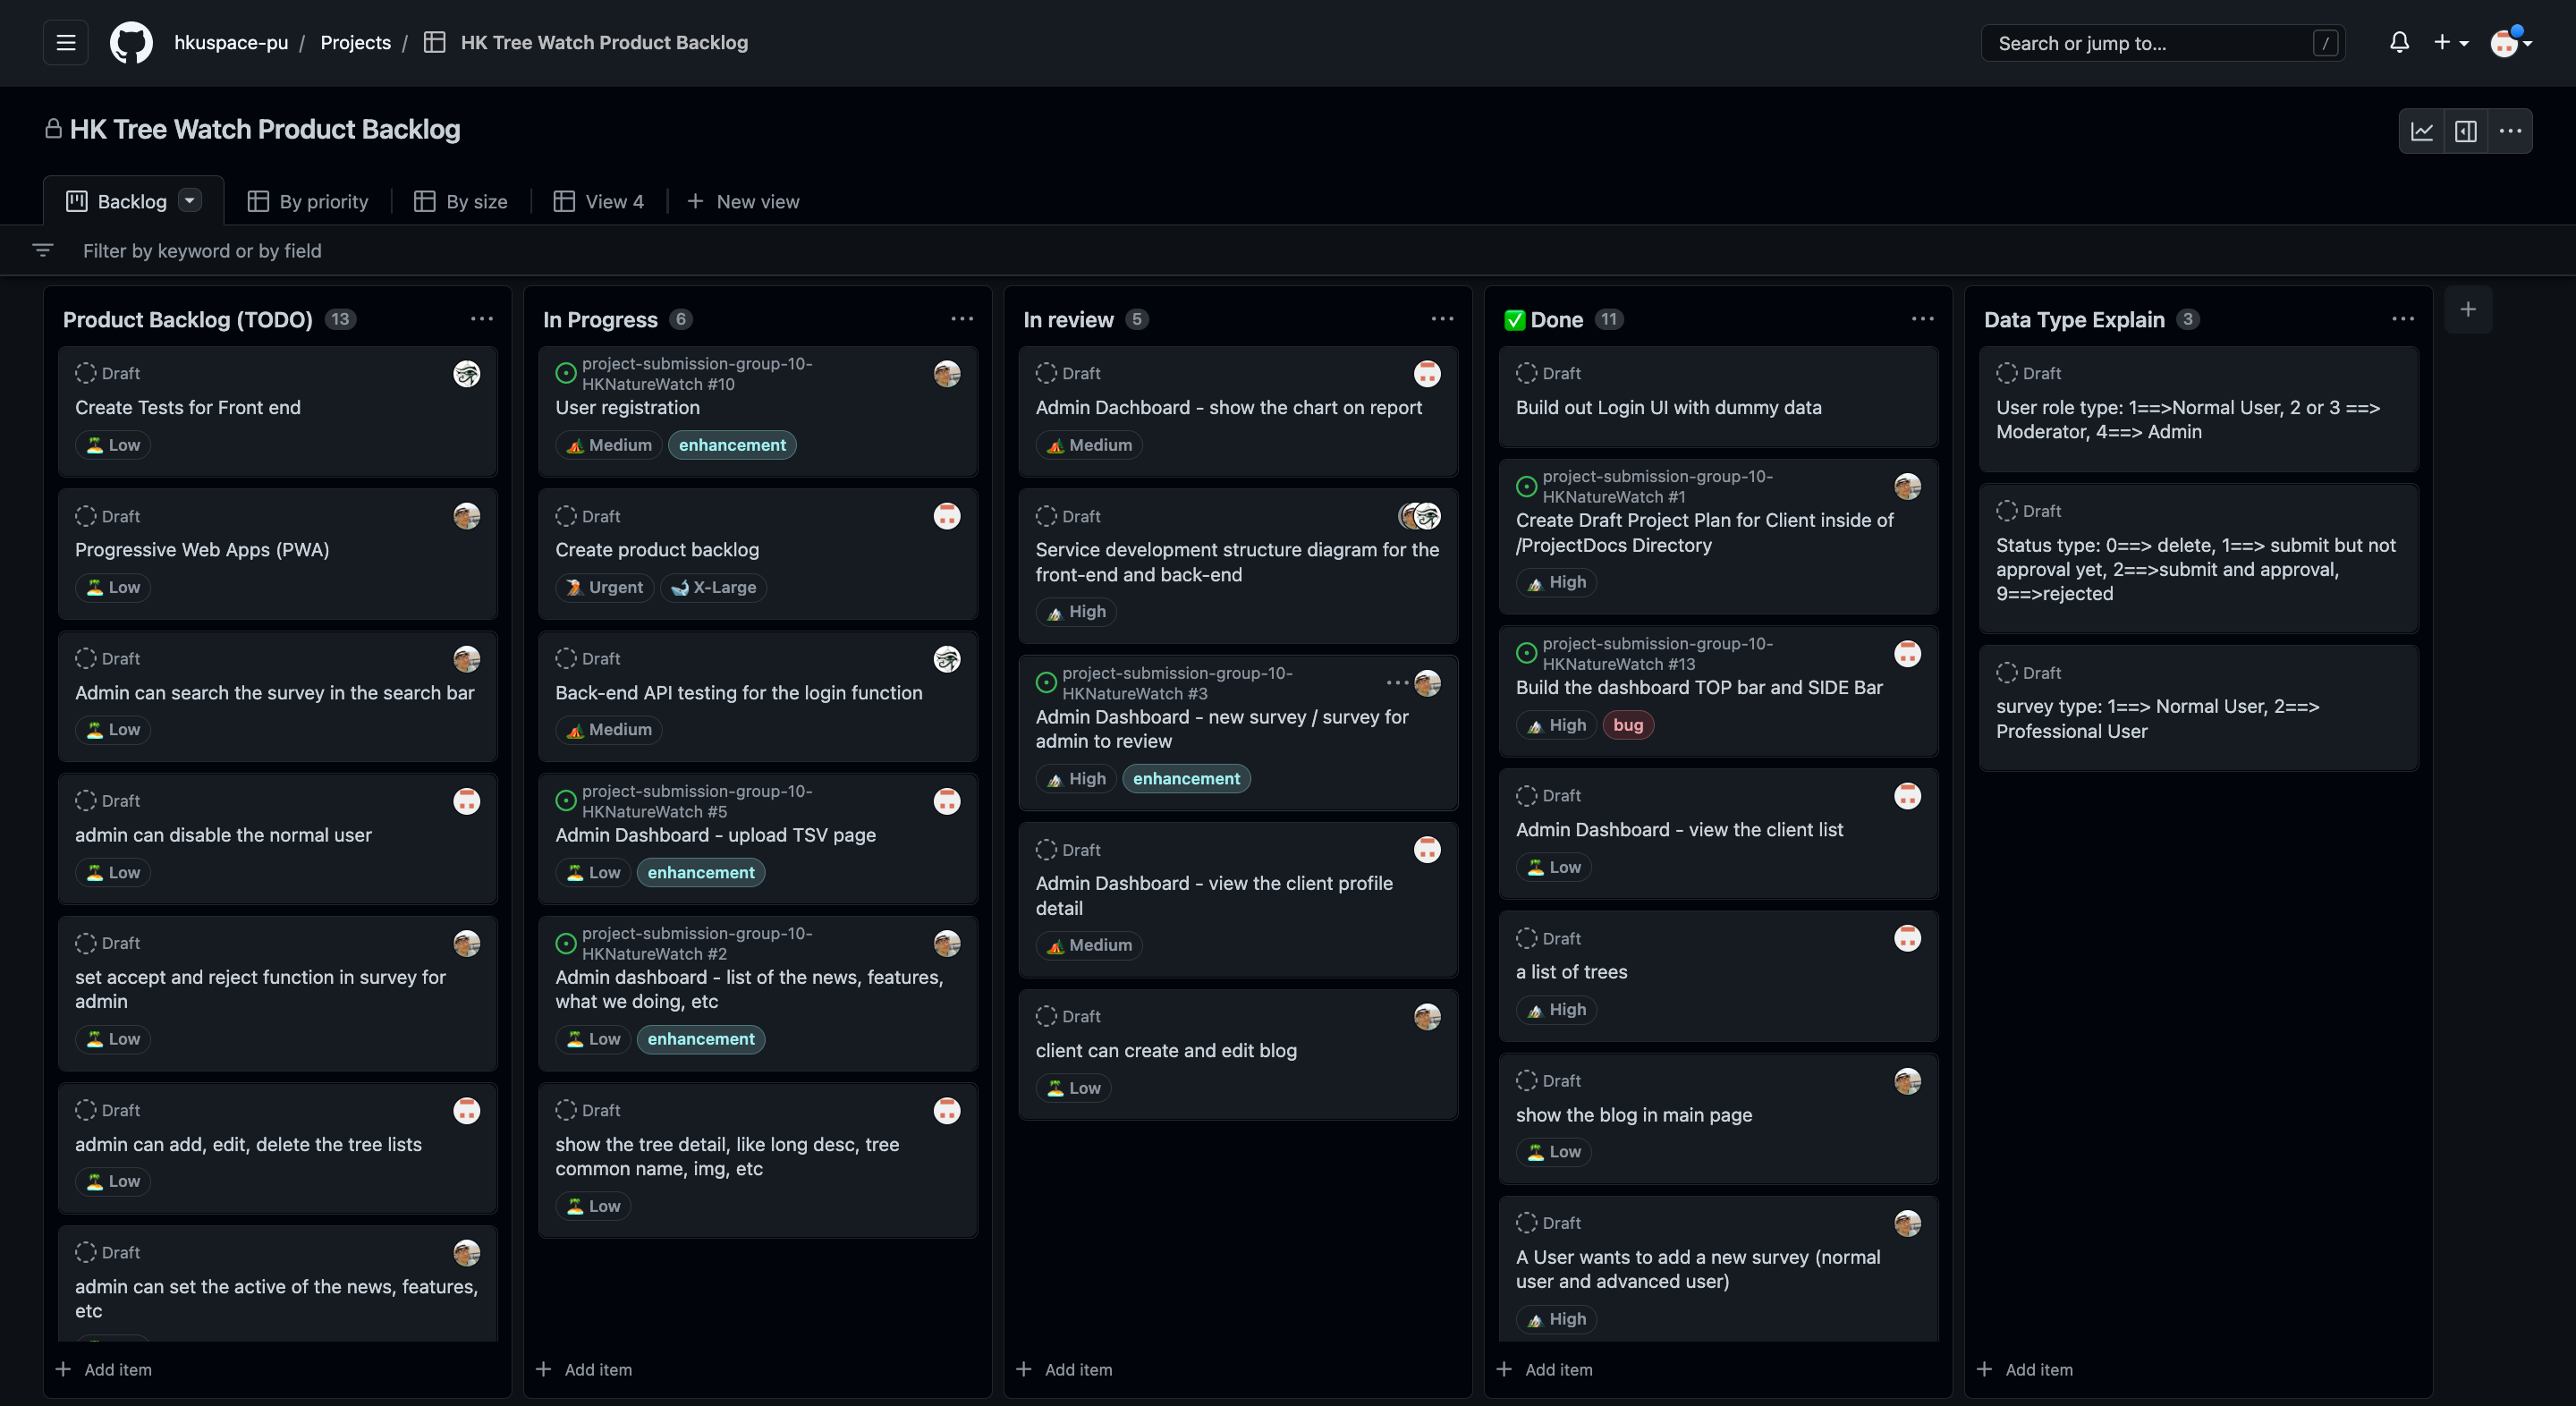 hkuspace-pu / Projects / HK Tree Watch Product Backlog
Search or jump to... /
HK Tree Watch Product Backlog
Backlog
By priority
By size
View 4
New view
Filter by keyword or by field
Product Backlog (TODO) 13
Draft
Create Tests for Front end
Low
Draft
Progressive Web Apps (PWA)
Low
Draft
Admin can search the survey in the search bar
Low
Draft
admin can disable the normal user
Low
Draft
set accept and reject function in survey for
admin
Low
Draft
admin can add, edit, delete the tree lists
Low
Draft
admin can set the active of the news, features,
etc
Add item
In Progress 6
project-submission-group-10-
HKNatureWatch #10
User registration
Medium enhancement
Draft
Create product backlog
Urgent X-Large
Draft
Back-end API testing for the login function
Medium
project-submission-group-10-
HKNatureWatch #5
Admin Dashboard - upload TSV page
Low enhancement
project-submission-group-10-
HKNatureWatch #2
Admin dashboard - list of the news, features,
what we doing, etc
Low enhancement
Draft
show the tree detail, like long desc, tree
common name, img, etc
Low
Add item
In review 5
Draft
Admin Dachboard - show the chart on report
Medium
Draft
Service development structure diagram for the
front-end and back-end
High
project-submission-group-10-
HKNatureWatch #3
Admin Dashboard - new survey / survey for
admin to review
High enhancement
Draft
Admin Dashboard - view the client profile
detail
Medium
Draft
client can create and edit blog
Low
Add item
Done 11
Draft
Build out Login UI with dummy data
project-submission-group-10-
HKNatureWatch #1
Create Draft Project Plan for Client inside of
/ProjectDocs Directory
High
project-submission-group-10-
HKNatureWatch #13
Build the dashboard TOP bar and SIDE Bar
High bug
Draft
Admin Dashboard - view the client list
Low
Draft
a list of trees
High
Draft
show the blog in main page
Low
Draft
A User wants to add a new survey (normal
user and advanced user)
High
Add item
Data Type Explain 3
Draft
User role type: 1==>Normal User, 2 or 3 ==>
Moderator, 4==> Admin
Draft
Status type: 0==> delete, 1==> submit but not
approval yet, 2==>submit and approval,
9==>rejected
Draft
survey type: 1==> Normal User, 2==>
Professional User
Add item